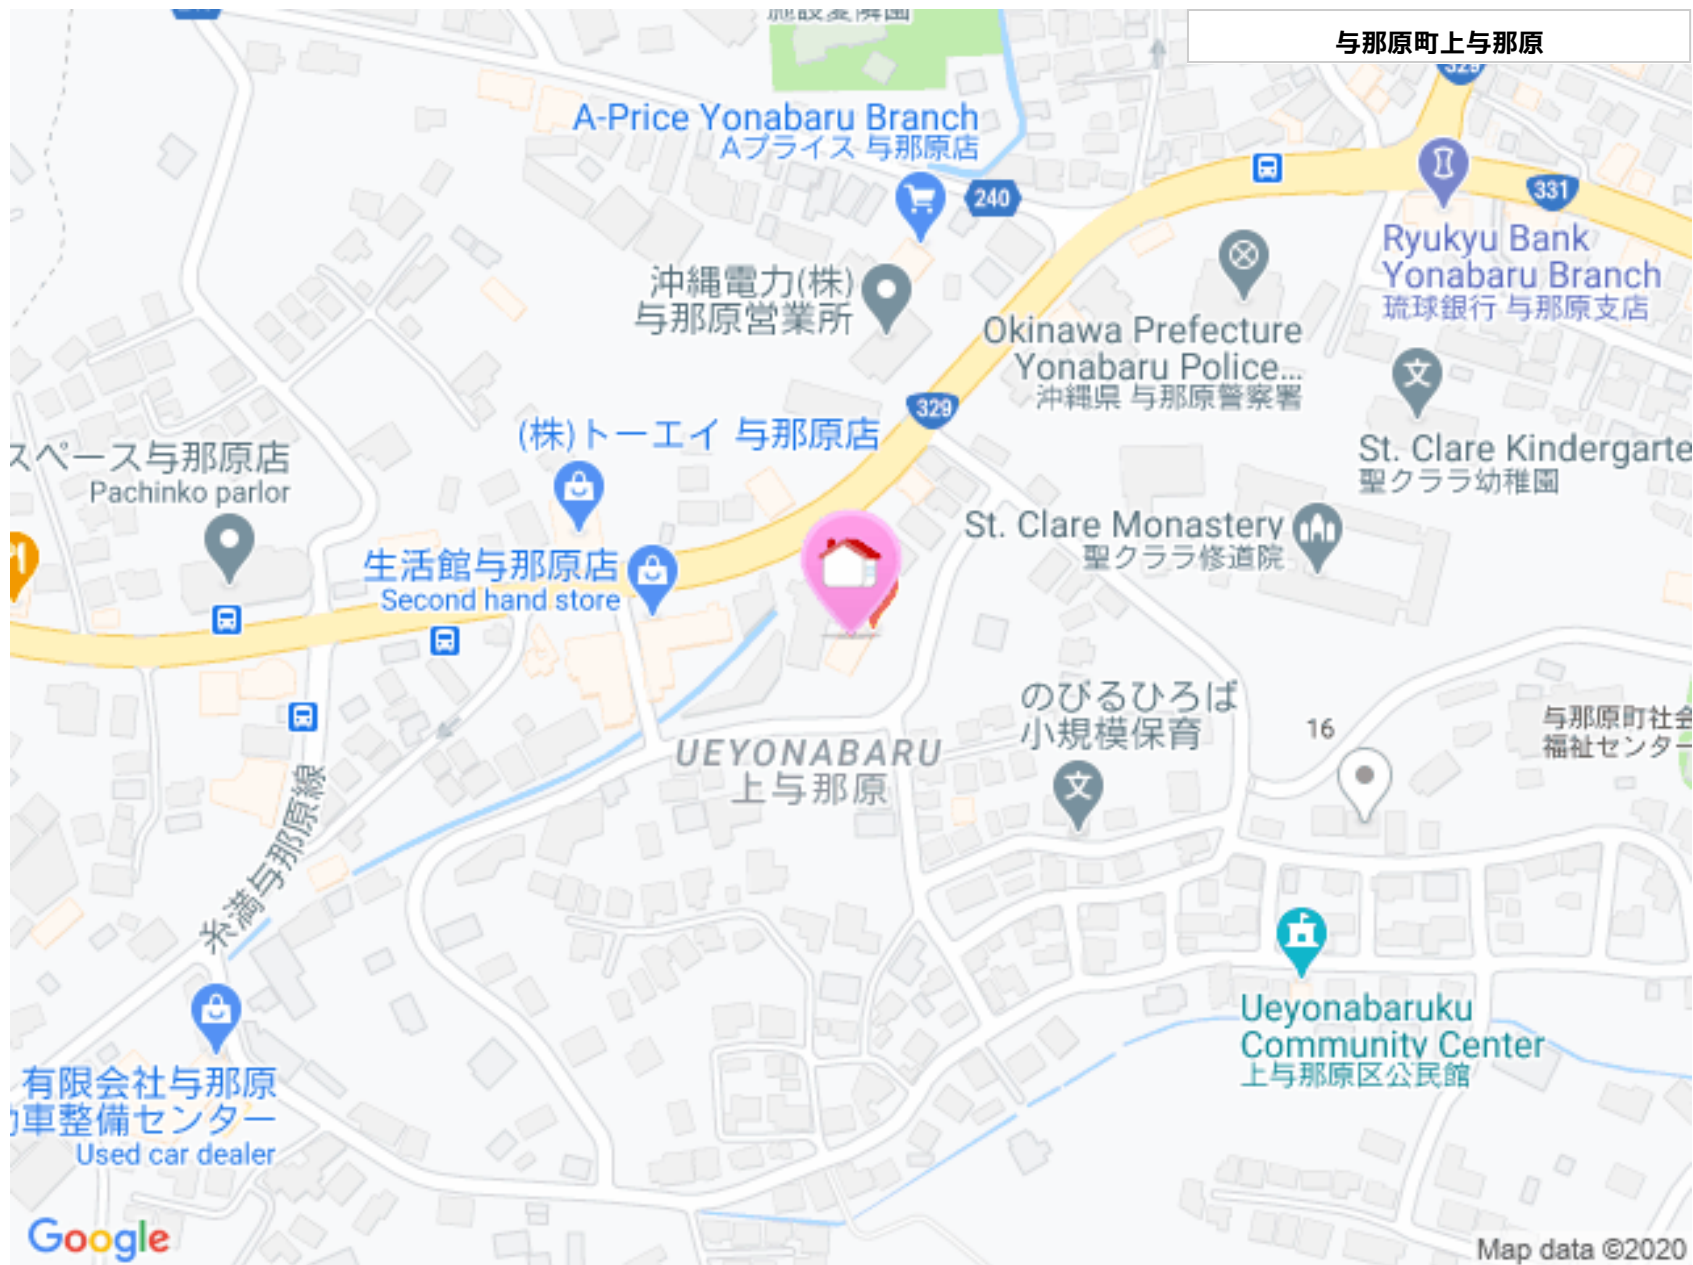 与那原町上与那原
329
A-Price Yonabaru Branch
Aプライス 与那原店
240
331
Ryukyu Bank
Yonabaru Branch
琉球銀行 与那原支店
沖縄電力(株)
与那原営業所
Okinawa Prefecture
Yonabaru Police...
沖縄県 与那原警察署
329
(株)トーエイ 与那原店
スペース与那原店
Pachinko parlor
St. Clare Kindergarte
聖クララ幼稚園
St. Clare Monastery
聖クララ修道院
生活館与那原店
Second hand store
のびるひろば
小規模保育
16
与那原町社会
福祉センター
UEYONABARU
上与那原
糸満与那原線
Ueyonabaruku
Community Center
上与那原区公民館
有限会社与那原
車整備センター
Used car dealer
Google
Map data ©2020